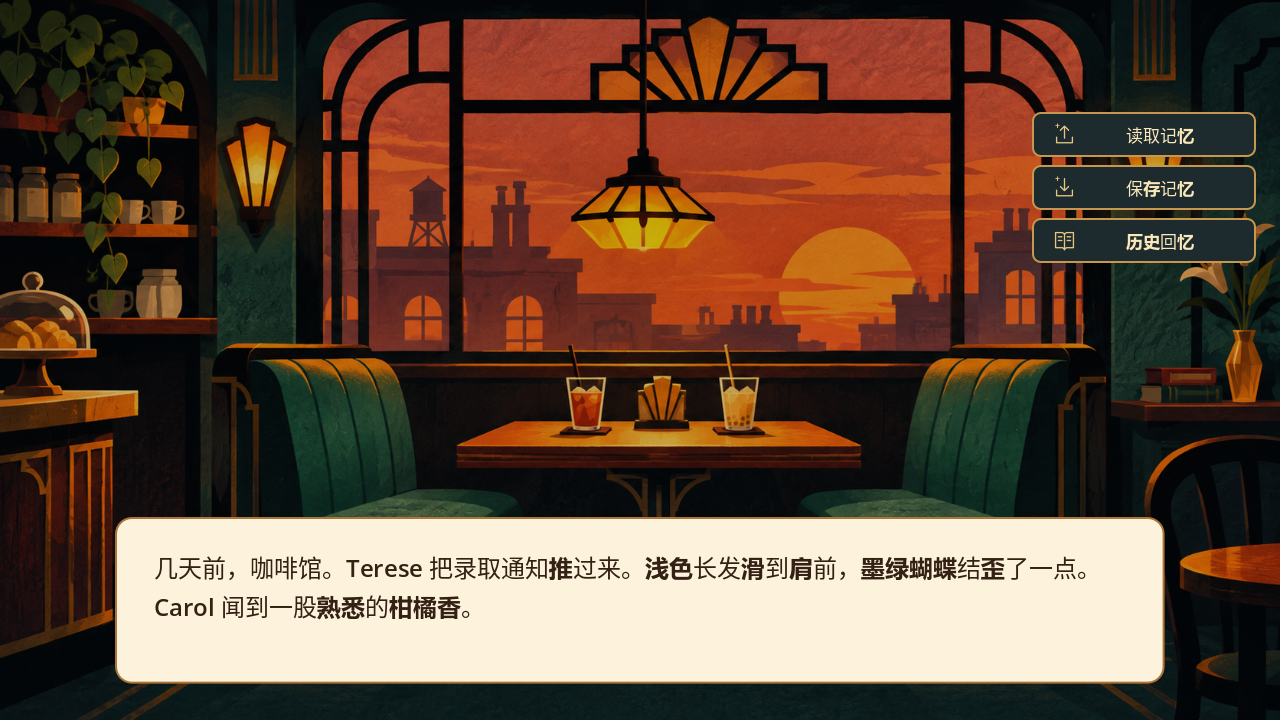 读取记忆
保存记忆
历史回忆
几天前，咖啡馆。Terese 把录取通知推过来。浅色长发滑到肩前，墨绿蝴蝶结歪了一点。
Carol 闻到一股熟悉的柑橘香。